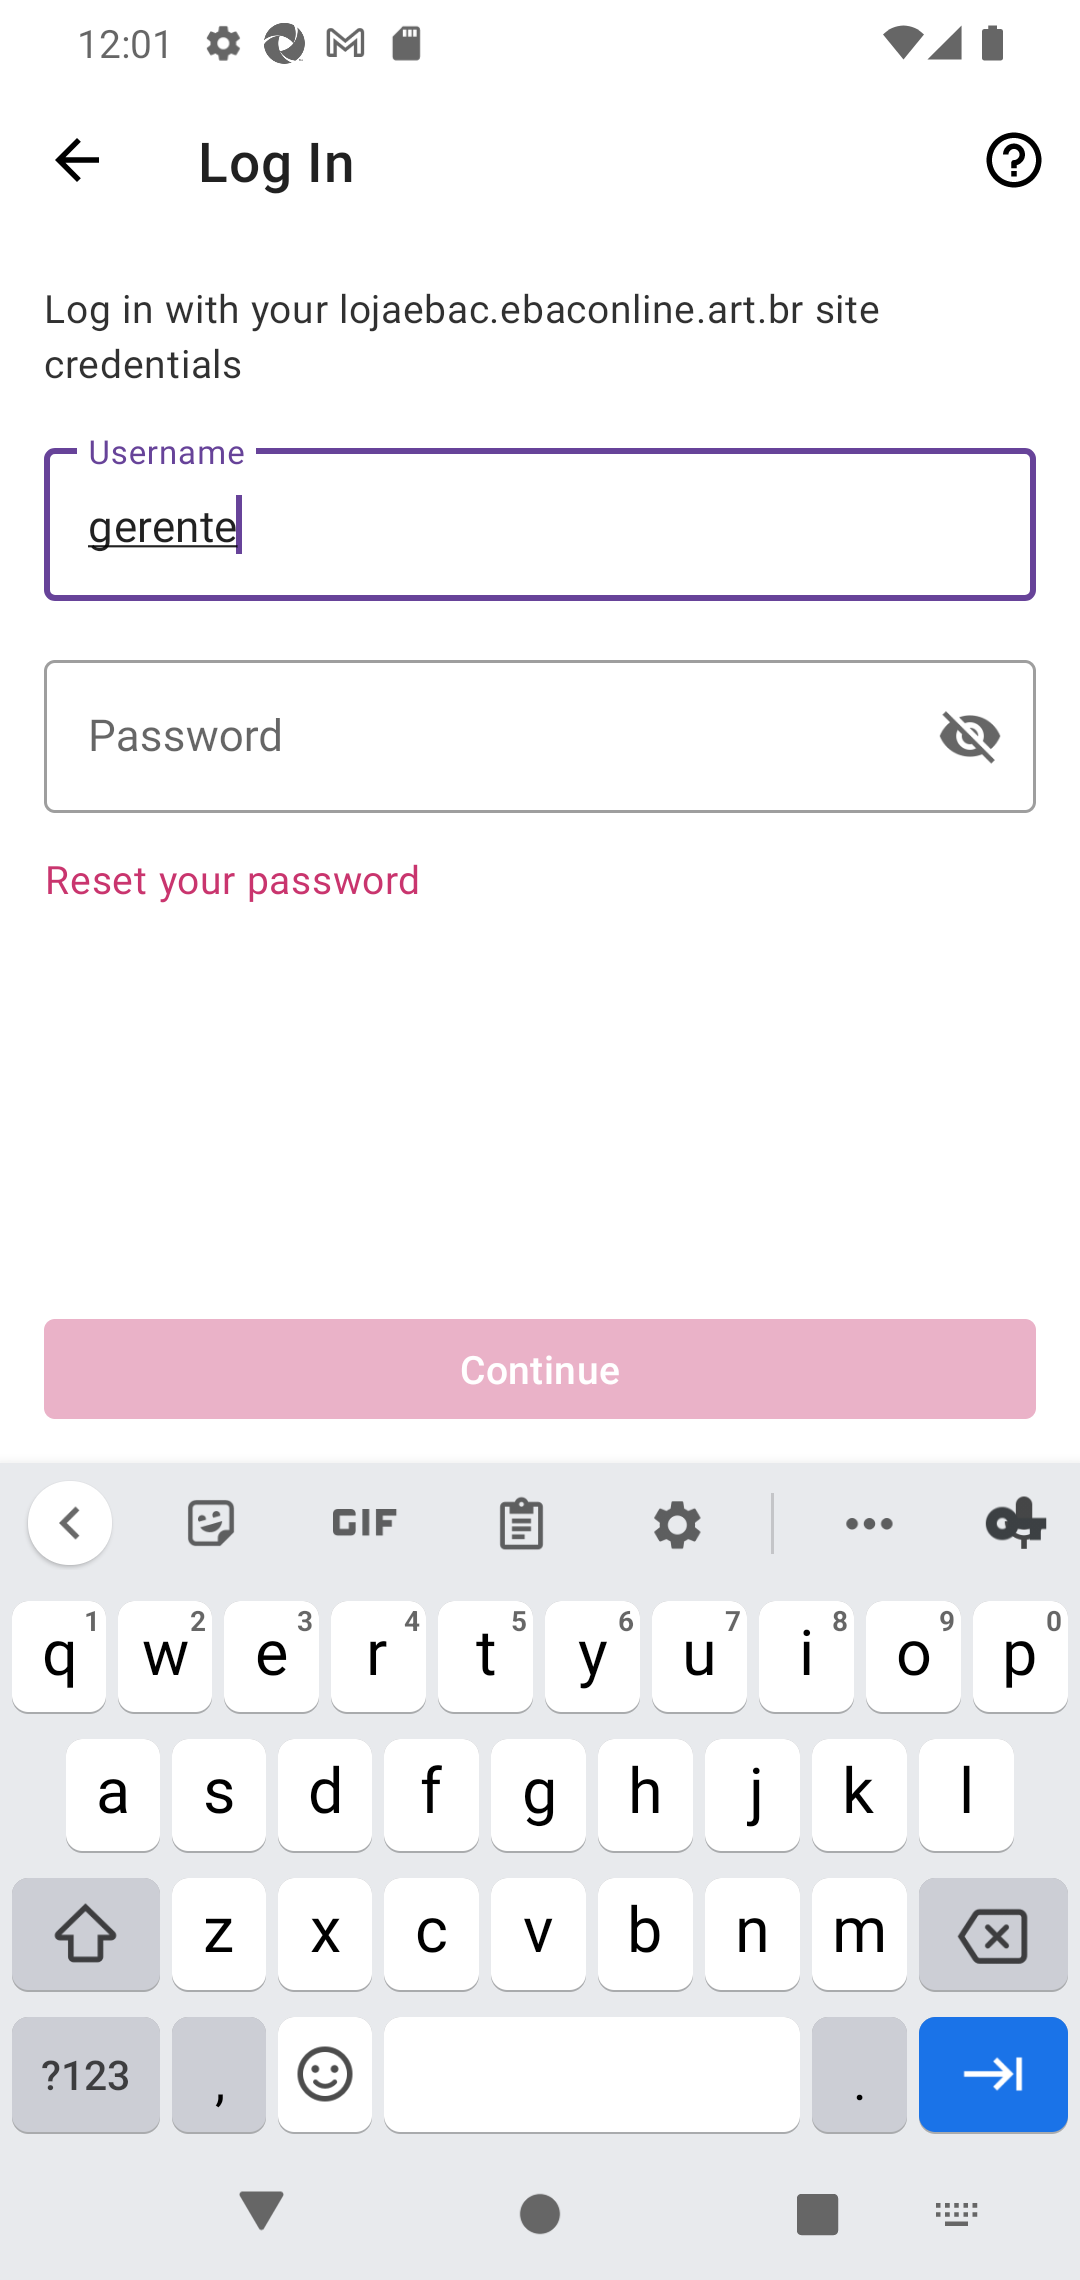 12:01
Log In
Log in with your lojaebac.ebaconline.art.br site
credentials
Username
gerente
Password
Reset your password
Continue
GIF
q1 w2 e3 r4 t5 y6 u7 i8 o9 p0
a s d f g h j k l
z x c v b n m
?123 , .